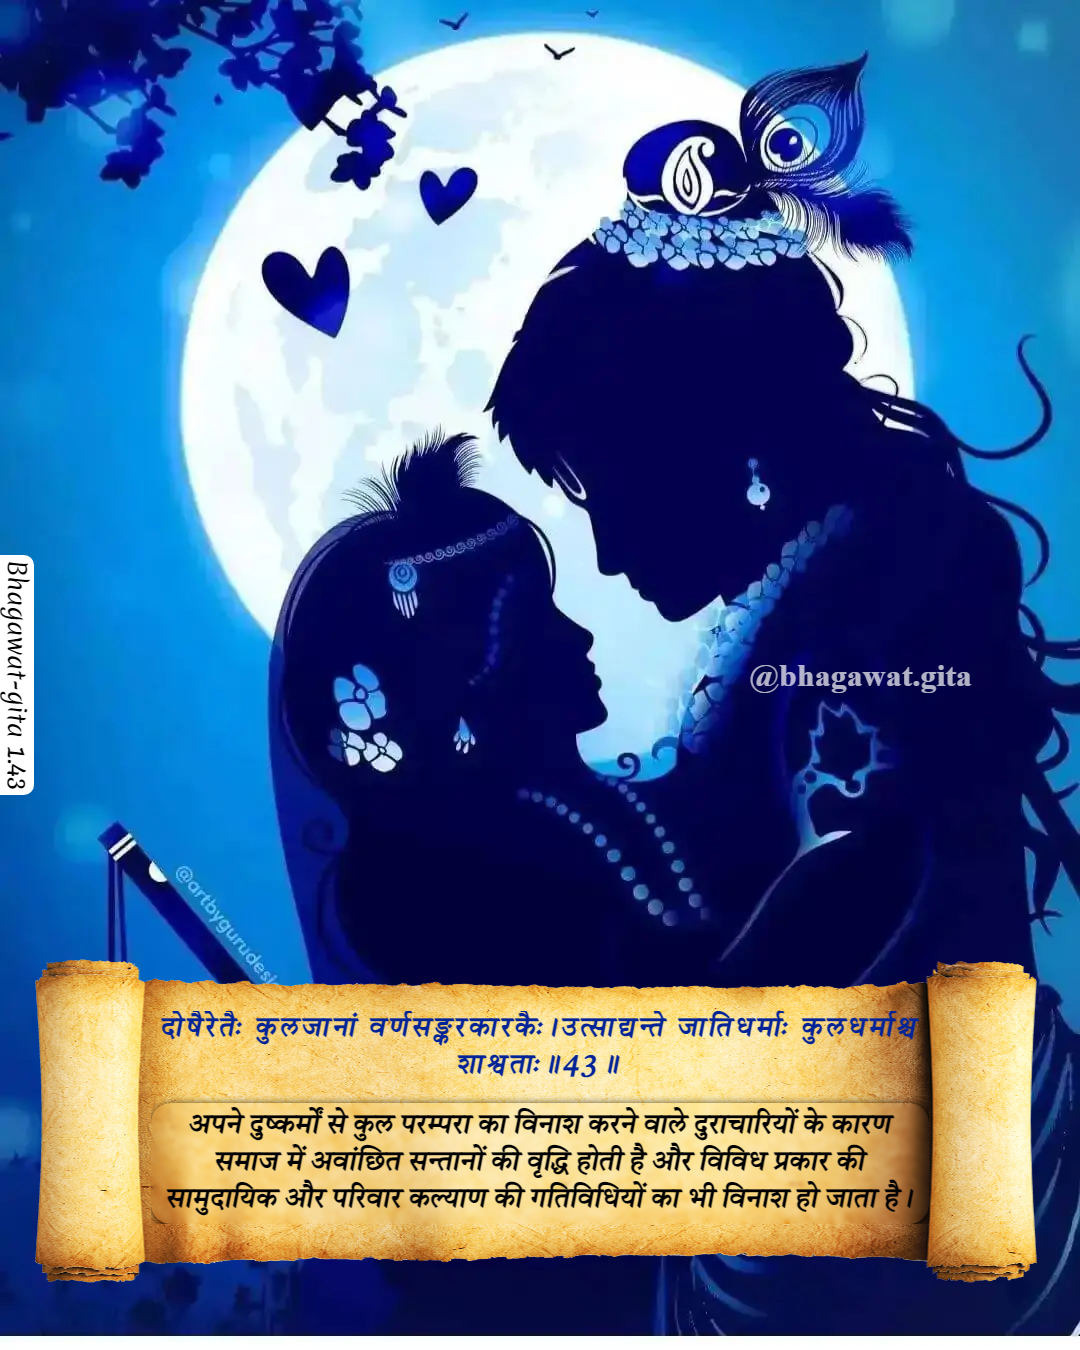 Bhagawat-gita 1.43
@bhagawat.gita
@artbygurudesi
दोषैरेतैः कुलजानां वर्णसङ्करकारकैः।उत्साद्यन्ते जातिधर्माः कुलधर्माश्च
शाश्वताः॥43॥
अपने दुष्कर्मों से कुल परम्परा का विनाश करने वाले दुराचारियों के कारण
समाज में अवांछित सन्तानों की वृद्धि होती है और विविध प्रकार की
सामुदायिक और परिवार कल्याण की गतिविधियों का भी विनाश हो जाता है।